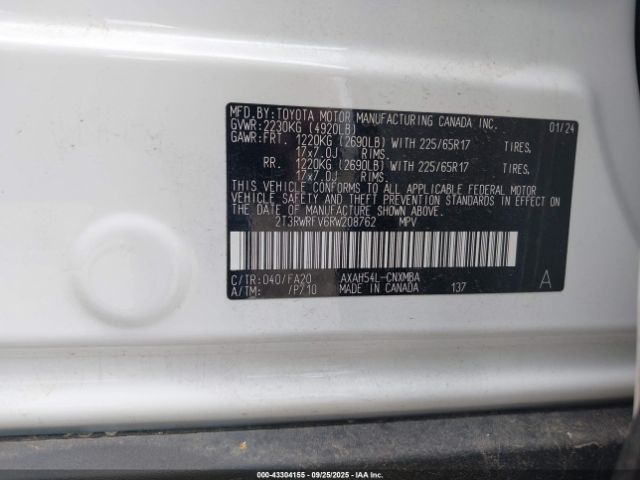 MFD.BY:TOYOTA MOTOR MANUFACTURING CANADA INC. 01/24
GVWR:2230KG (4920LB)
GAWR:FRT. 1220KG (2690LB) WITH 225/65R17 TIRES,
17x7.0J RIMS.
RR. 1220KG (2690LB) WITH 225/65R17 TIRES,
17x7.0J RIMS.
THIS VEHICLE CONFORMS TO ALL APPLICABLE FEDERAL MOTOR
VEHICLE SAFETY AND THEFT PREVENTION STANDARDS IN EFFECT
ON THE DATE OF MANUFACTURE SHOWN ABOVE.
2T3RWRFV6RW208762 MPV
C/TR:040/FA20 AXAH54L-CNXMBA A
A/TM: /P710 MADE IN CANADA 137
000-43304155 - 09/25/2025 - IAAI.com